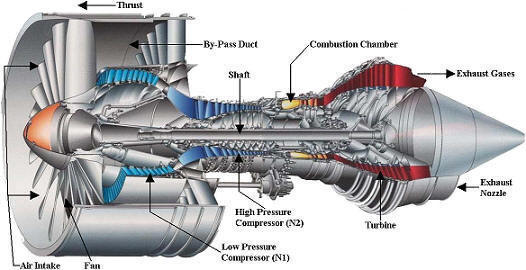 Thrust
By-Pass Duct
Combustion Chamber
Shaft
Exhaust Gases
Exhaust
Nozzle
High Pressure
Compressor (N2)
Turbine
Low Pressure
Compressor (N1)
Air Intake
Fan